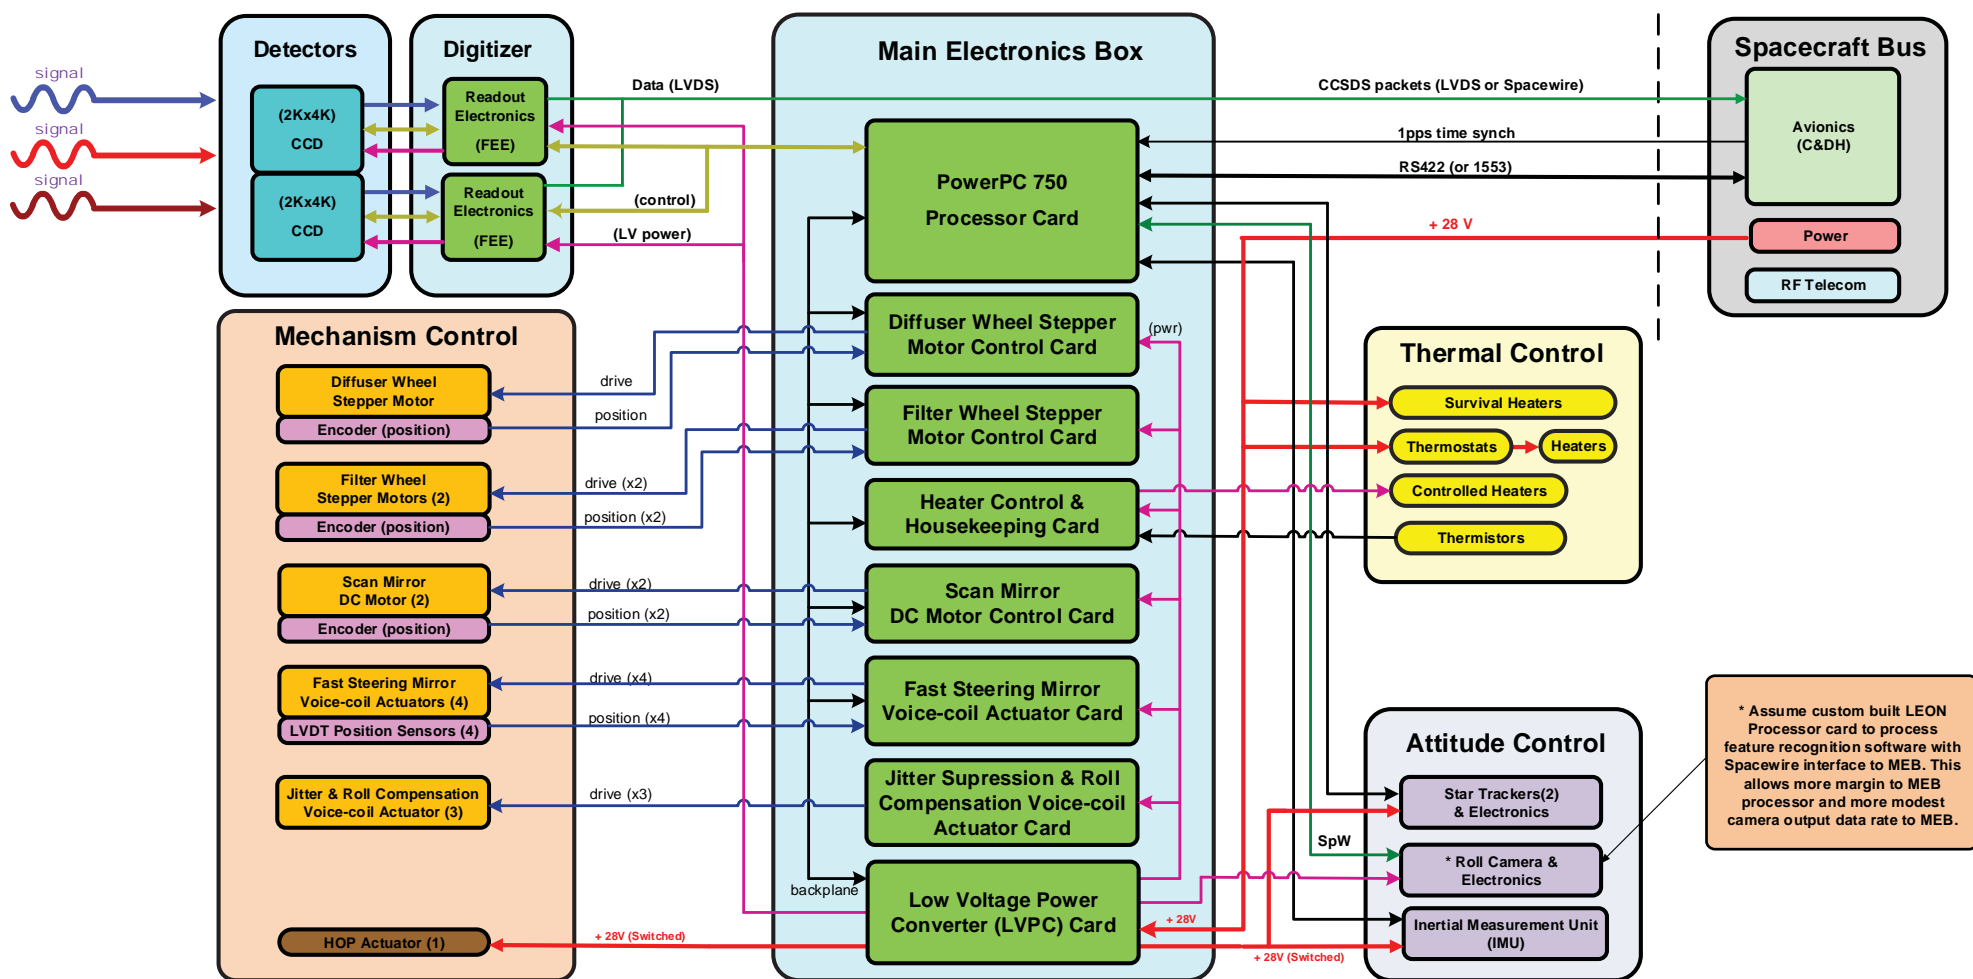 signal
signal
signal
Detectors
(2Kx4K)
CCD
(2Kx4K)
CCD
Digitizer
Readout
Electronics
(FEE)
Readout
Electronics
(FEE)
Data (LVDS)
(control)
(LV power)
Main Electronics Box
PowerPC 750
Processor Card
Diffuser Wheel Stepper
Motor Control Card
Filter Wheel Stepper
Motor Control Card
Heater Control &
Housekeeping Card
Scan Mirror
DC Motor Control Card
Fast Steering Mirror
Voice-coil Actuator Card
Jitter Supression & Roll
Compensation Voice-coil
Actuator Card
Low Voltage Power
Converter (LVPC) Card
backplane
(pwr)
CCSDS packets (LVDS or Spacewire)
1pps time synch
RS422 (or 1553)
+ 28 V
Spacecraft Bus
Avionics
(C&DH)
Power
RF Telecom
Mechanism Control
Diffuser Wheel
Stepper Motor
Encoder (position)
drive
position
Filter Wheel
Stepper Motors (2)
Encoder (position)
drive (x2)
position (x2)
Scan Mirror
DC Motor (2)
Encoder (position)
drive (x2)
position (x2)
Fast Steering Mirror
Voice-coil Actuators (4)
LVDT Position Sensors (4)
drive (x4)
position (x4)
Jitter & Roll Compensation
Voice-coil Actuator (3)
drive (x3)
HOP Actuator (1)
+ 28V (Switched)
Thermal Control
Survival Heaters
Thermostats
Heaters
Controlled Heaters
Thermistors
Attitude Control
Star Trackers(2)
& Electronics
* Roll Camera &
Electronics
Inertial Measurement Unit
(IMU)
SpW
+ 28V
+ 28V (Switched)
* Assume custom built LEON
Processor card to process
feature recognition software with
Spacewire interface to MEB. This
allows more margin to MEB
processor and more modest
camera output data rate to MEB.